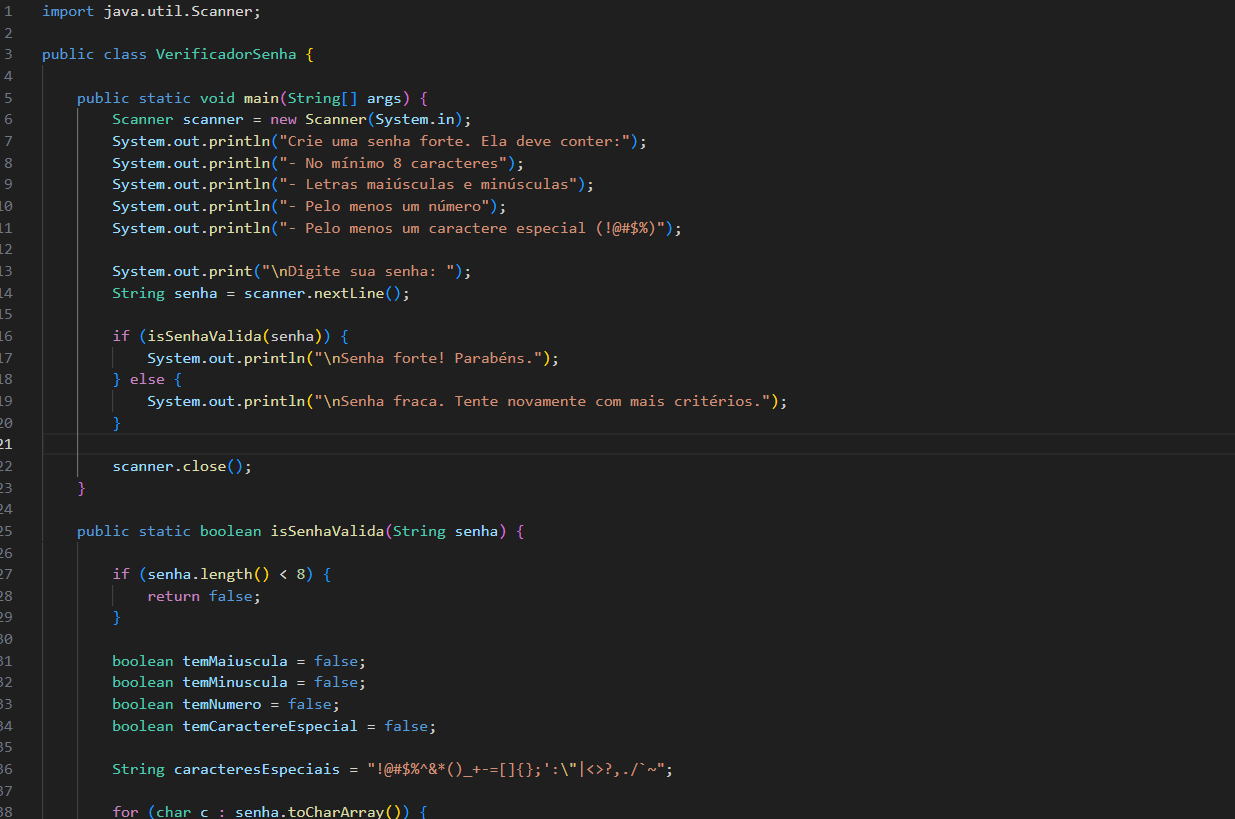 1 import java.util.Scanner;
2
3 public class VerificadorSenha {
4
5 public static void main(String[] args) {
6 Scanner scanner = new Scanner(System.in);
7 System.out.println("Crie uma senha forte. Ela deve conter:");
8 System.out.println("- No mínimo 8 caracteres");
9 System.out.println("- Letras maiúsculas e minúsculas");
10 System.out.println("- Pelo menos um número");
11 System.out.println("- Pelo menos um caractere especial (!@#$%)");
12
13 System.out.print("\nDigite sua senha: ");
14 String senha = scanner.nextLine();
15
16 if (isSenhaValida(senha)) {
17 System.out.println("\nSenha forte! Parabéns.");
18 } else {
19 System.out.println("\nSenha fraca. Tente novamente com mais critérios.");
20 }
21
22 scanner.close();
23 }
24
25 public static boolean isSenhaValida(String senha) {
26
27 if (senha.length() < 8) {
28 return false;
29 }
30
31 boolean temMaiuscula = false;
32 boolean temMinuscula = false;
33 boolean temNumero = false;
34 boolean temCaractereEspecial = false;
35
36 String caracteresEspeciais = "!@#$%^&*()_+-=[]{};':\"|<>?,./`~";
37
38 for (char c : senha.toCharArray()) {